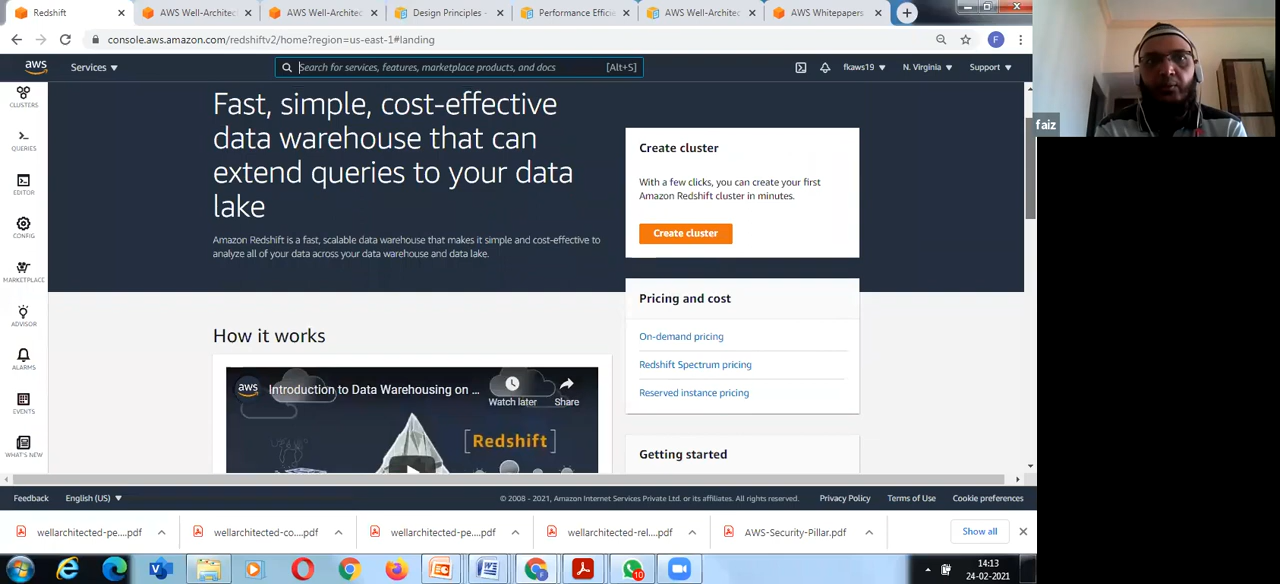 Redshift
AWS Well-Architec
AWS Well-Architec
Design Principles -
Performance Efficie
AWS Well-Architec
AWS Whitepapers
console.aws.amazon.com/redshiftv2/home?region=us-east-1#landing
F
aws
Services
Search for services, features, marketplace products, and docs
[Alt+S]
fkaws19
N. Virginia
Support
CLUSTERS
QUERIES
EDITOR
CONFIG
MARKETPLACE
ADVISOR
ALARMS
EVENTS
WHAT'S NEW
Fast, simple, cost-effective
data warehouse that can
extend queries to your data
lake
Amazon Redshift is a fast, scalable data warehouse that makes it simple and cost-effective to
analyze all of your data across your data warehouse and data lake.
Create cluster
With a few clicks, you can create your first
Amazon Redshift cluster in minutes.
Create cluster
Pricing and cost
On-demand pricing
Redshift Spectrum pricing
Reserved instance pricing
Getting started
How it works
aws
Introduction to Data Warehousing on ...
Watch later
Share
[Redshift]
faiz
Feedback
English (US)
© 2008 - 2021, Amazon Internet Services Private Ltd. or its affiliates. All rights reserved.
Privacy Policy
Terms of Use
Cookie preferences
wellarchitected-pe....pdf
wellarchitected-co....pdf
wellarchitected-pe....pdf
wellarchitected-rel....pdf
AWS-Security-Pillar.pdf
Show all
10
14:13
24-02-2021